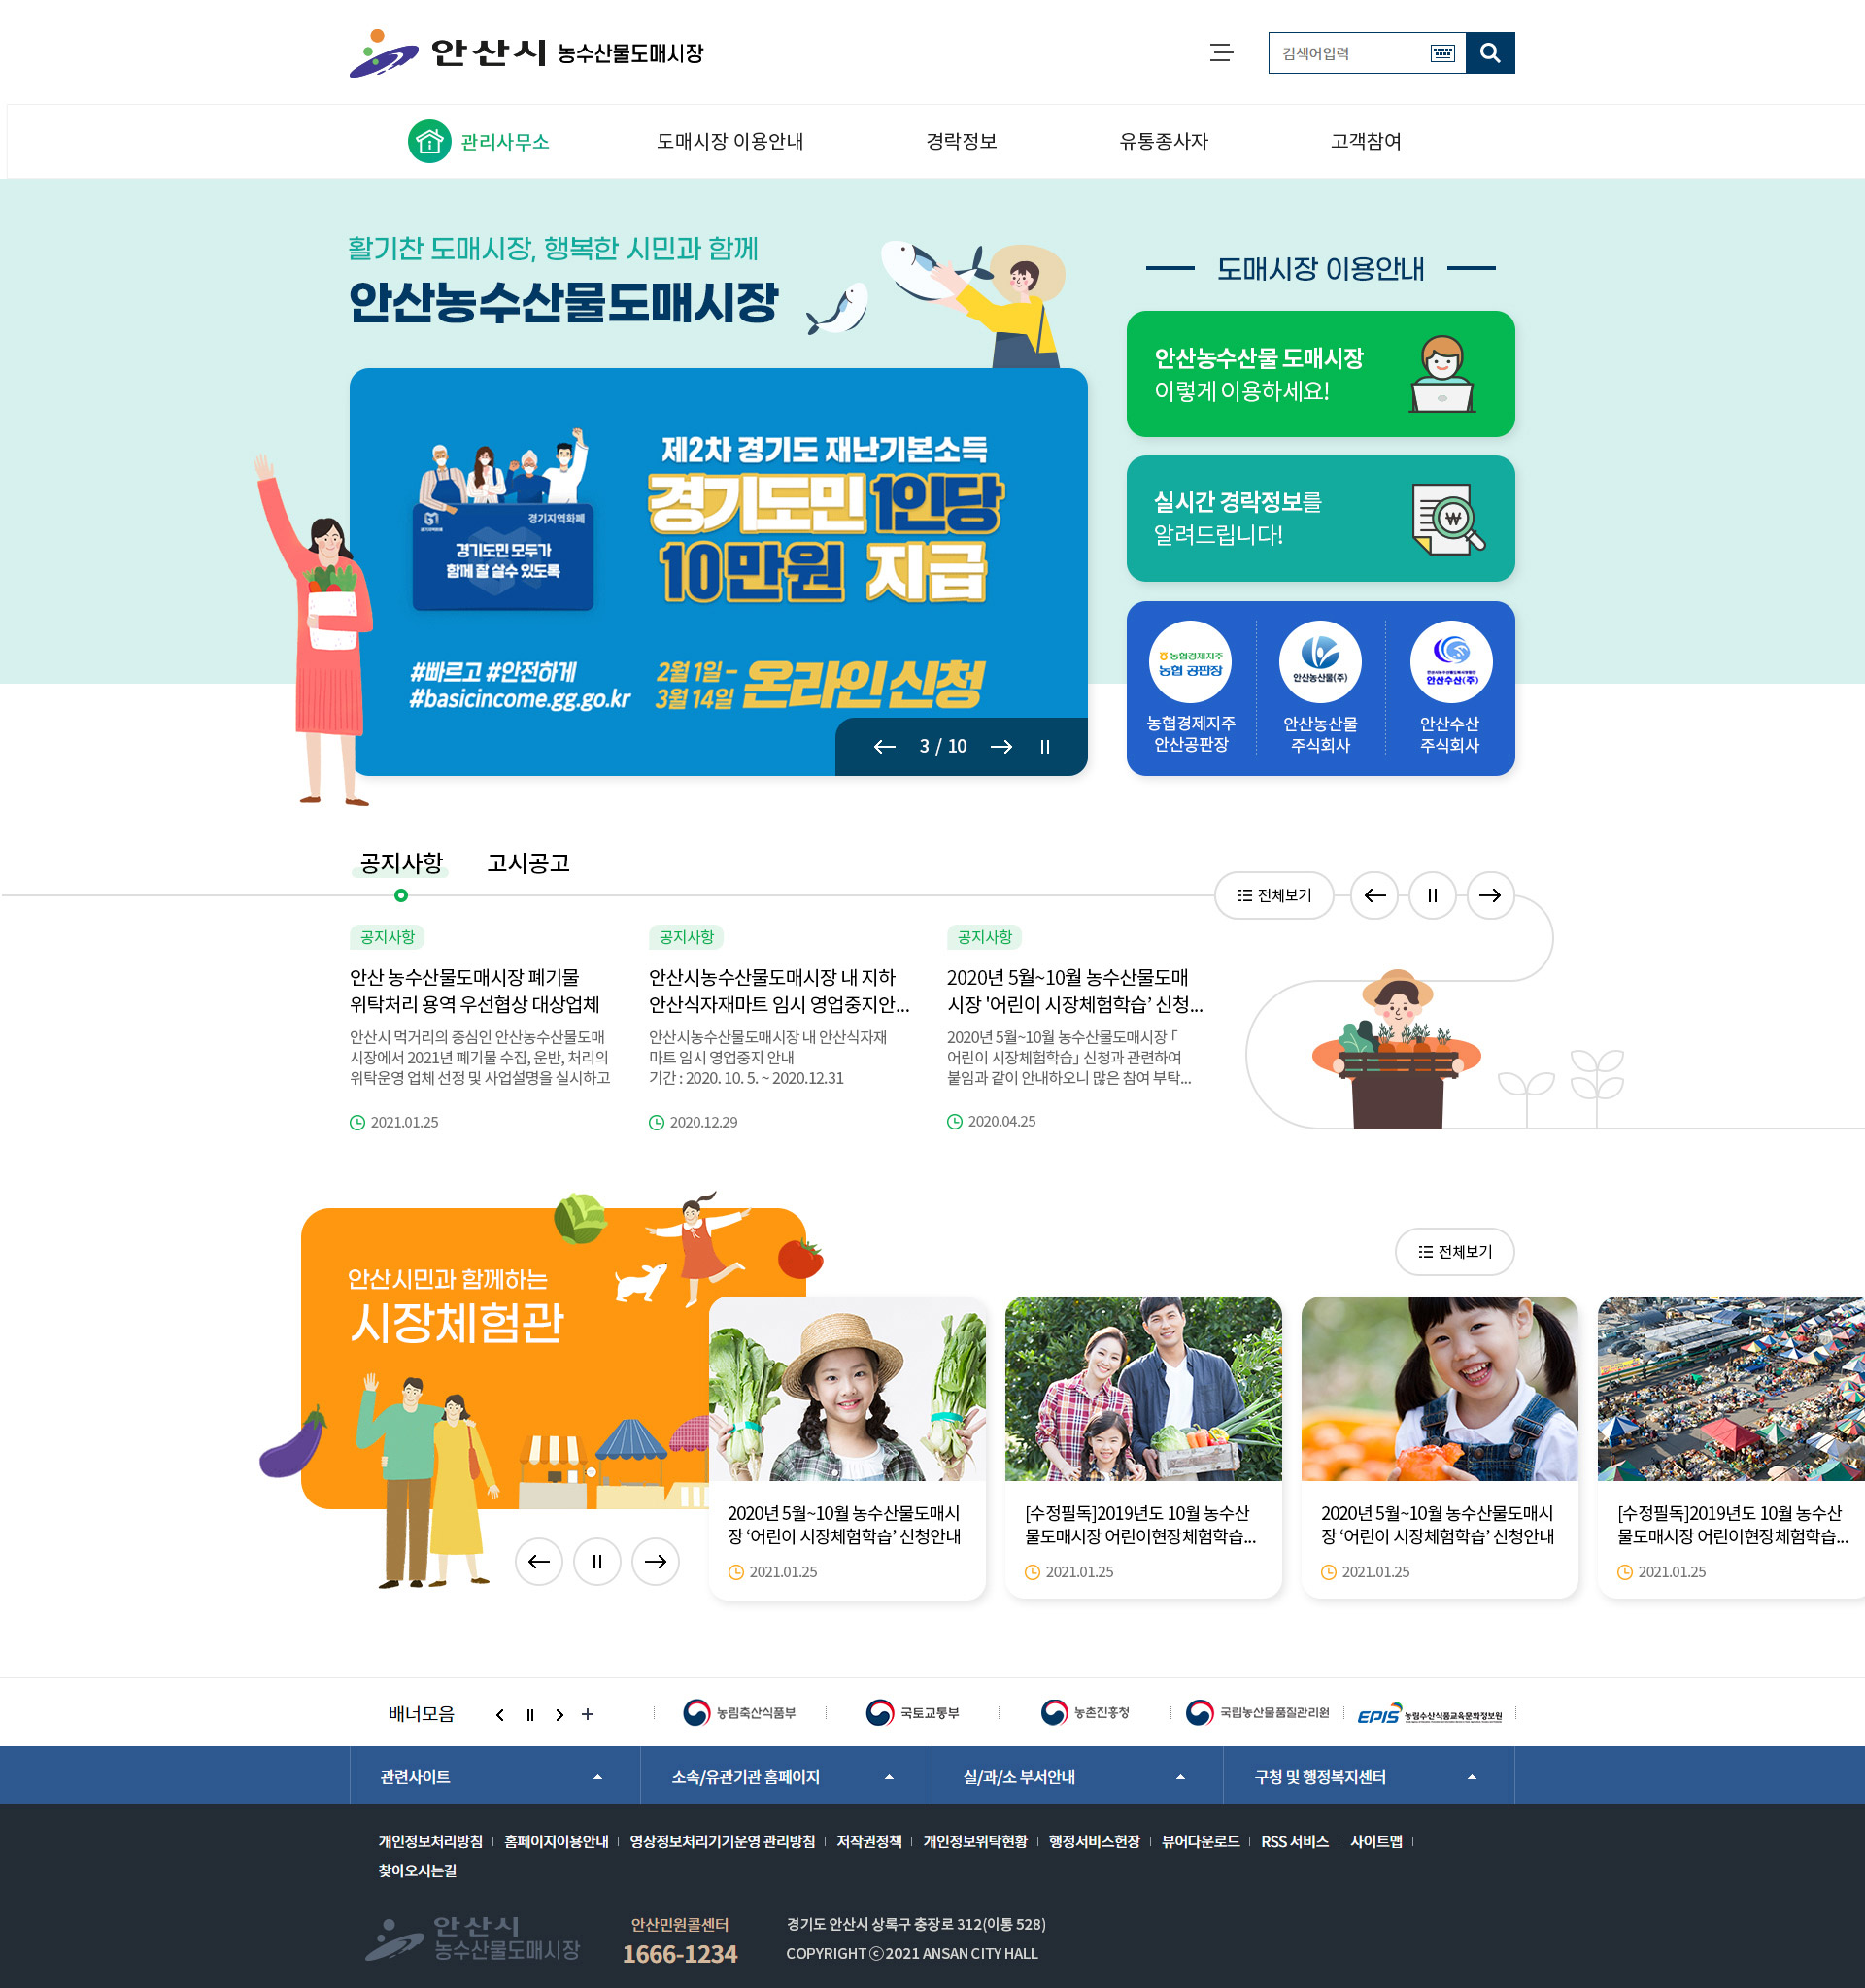 안산시 농수산물도매시장
검색어입력
관리사무소
도매시장 이용안내
경락정보
유통종사자
고객참여
활기찬 도매시장, 행복한 시민과 함께
안산농수산물도매시장
제2차 경기도 재난기본소득
경기도민 1인당
10만원 지급
경기지역화폐
경기도민 모두가
함께 잘 살수 있도록
#빠르고 #안전하게
#basicincome.gg.go.kr
2월 1일 –
3월 14일
온라인 신청
3 / 10
도매시장 이용안내
안산농수산물 도매시장
이렇게 이용하세요!
실시간 경락정보를
알려드립니다!
농협경제지주
농협 공판장
농협경제지주
안산공판장
안산농산물(주)
안산농산물
주식회사
안산수산(주)
안산수산
주식회사
공지사항
고시공고
전체보기
공지사항
안산 농수산물도매시장 폐기물
위탁처리 용역 우선협상 대상업체
안산시 먹거리의 중심인 안산농수산물도매
시장에서 2021년 폐기물 수집, 운반, 처리의
위탁운영 업체 선정 및 사업설명을 실시하고
2021.01.25
공지사항
안산시농수산물도매시장 내 지하
안산식자재마트 임시 영업중지안...
안산시농수산물도매시장 내 안산식자재
마트 임시 영업중지 안내
기간 : 2020. 10. 5. ~ 2020.12.31
2020.12.29
공지사항
2020년 5월~10월 농수산물도매
시장 '어린이 시장체험학습’ 신청...
2020년 5월~10월 농수산물도매시장 ｢
어린이 시장체험학습｣ 신청과 관련하여
붙임과 같이 안내하오니 많은 참여 부탁...
2020.04.25
안산시민과 함께하는
시장체험관
전체보기
2020년 5월~10월 농수산물도매시
장 ‘어린이 시장체험학습’ 신청안내
2021.01.25
[수정필독]2019년도 10월 농수산
물도매시장 어린이현장체험학습...
2021.01.25
2020년 5월~10월 농수산물도매시
장 ‘어린이 시장체험학습’ 신청안내
2021.01.25
[수정필독]2019년도 10월 농수산
물도매시장 어린이현장체험학습...
2021.01.25
배너모음
농림축산식품부
국토교통부
농촌진흥청
국립농산물품질관리원
EPIS 농림수산식품교육문화정보원
관련사이트
소속/유관기관 홈페이지
실/과/소 부서안내
구청 및 행정복지센터
개인정보처리방침
홈페이지이용안내
영상정보처리기기운영 관리방침
저작권정책
개인정보위탁현황
행정서비스헌장
뷰어다운로드
RSS 서비스
사이트맵
찾아오시는길
안산시
농수산물도매시장
안산민원콜센터
1666-1234
경기도 안산시 상록구 충장로 312(이동 528)
COPYRIGHT ⓒ 2021 ANSAN CITY HALL